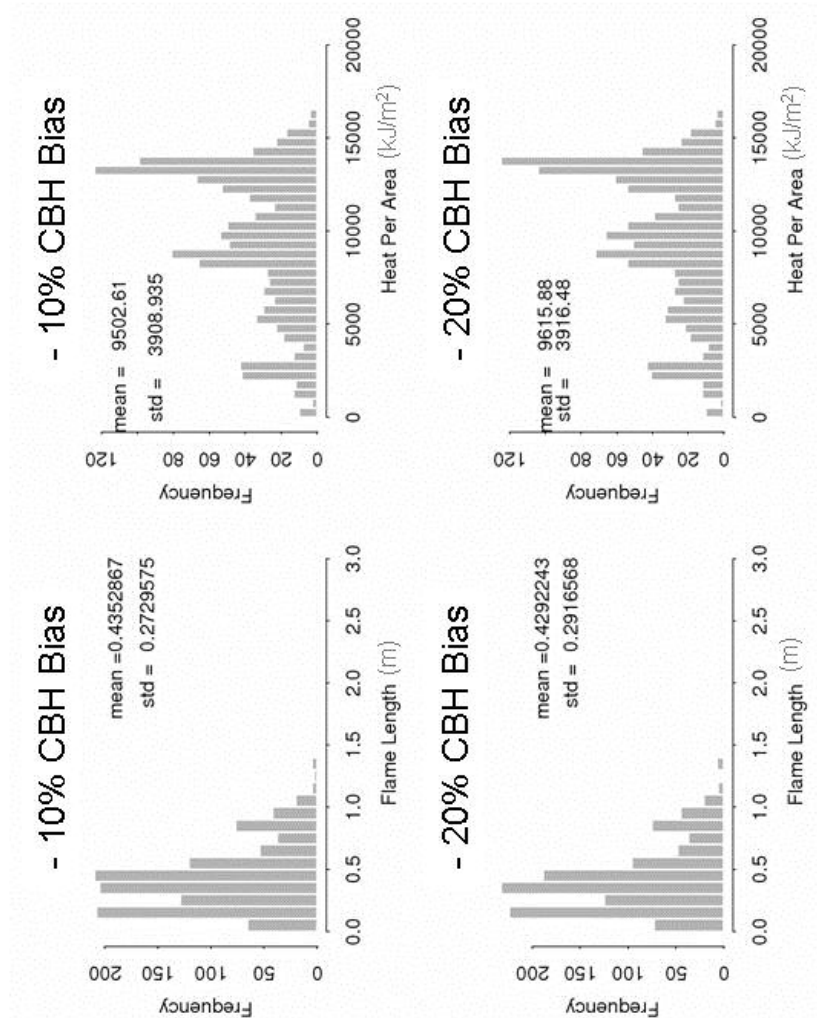 - 10% CBH Bias
mean = 0.4352867
std = 0.2729575
Frequency
0 50 100 150 200
0.0 0.5 1.0 1.5 2.0 2.5 3.0
Flame Length (m)
- 10% CBH Bias
mean = 9502.61
std = 3908.935
Frequency
0 20 40 60 80 120
0 5000 10000 15000 20000
Heat Per Area (kJ/m²)
- 20% CBH Bias
mean = 0.4292243
std = 0.2916568
Frequency
0 50 100 150 200
0.0 0.5 1.0 1.5 2.0 2.5 3.0
Flame Length (m)
- 20% CBH Bias
mean = 9615.88
std = 3916.48
Frequency
0 20 40 60 80 120
0 5000 10000 15000 20000
Heat Per Area (kJ/m²)